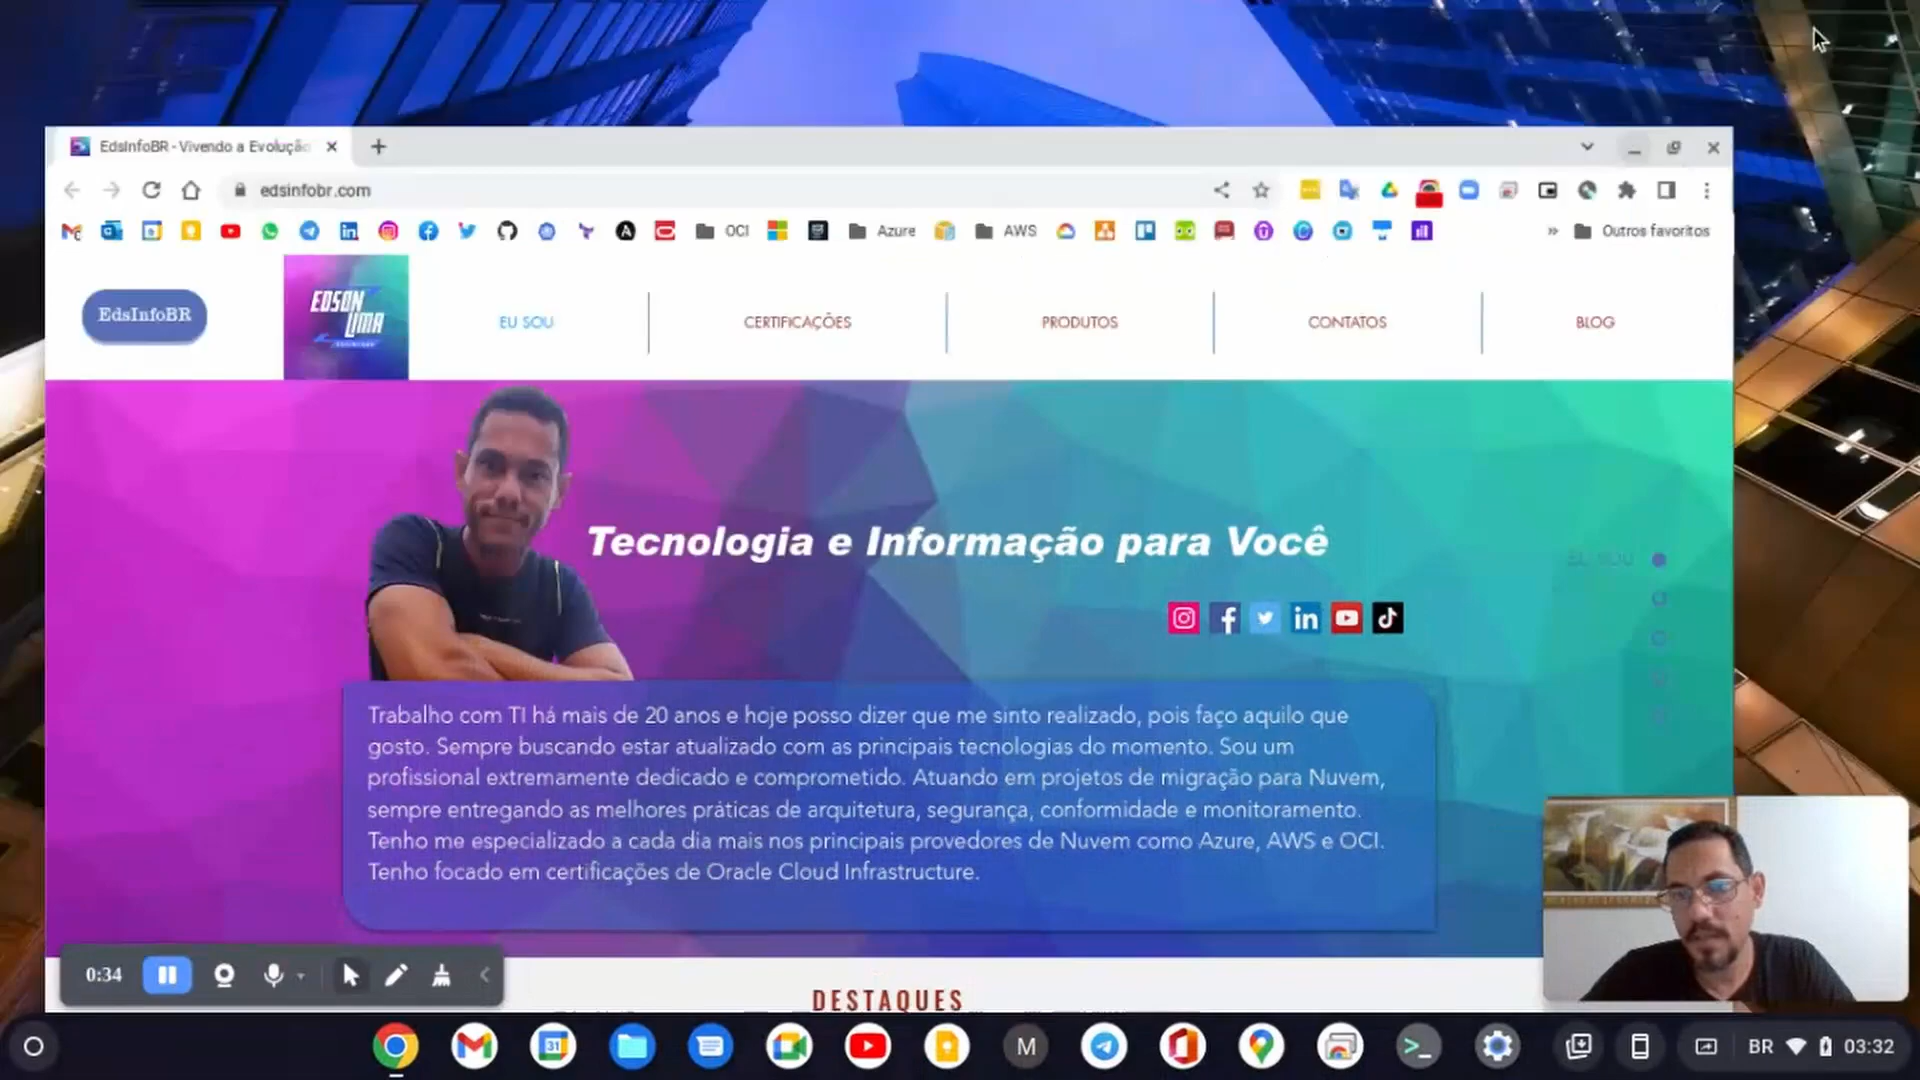 EdsInfoBR - Vivendo a Evolução
edsinfobr.com
OCI
Azure
AWS
Outros favoritos
EdsInfoBR
EDSON
LIMA
EU SOU
CERTIFICAÇÕES
PRODUTOS
CONTATOS
BLOG
Tecnologia e Informação para Você
EU SOU
Trabalho com TI há mais de 20 anos e hoje posso dizer que me sinto realizado, pois faço aquilo que
gosto. Sempre buscando estar atualizado com as principais tecnologias do momento. Sou um
profissional extremamente dedicado e comprometido. Atuando em projetos de migração para Nuvem,
sempre entregando as melhores práticas de arquitetura, segurança, conformidade e monitoramento.
Tenho me especializado a cada dia mais nos principais provedores de Nuvem como Azure, AWS e OCI.
Tenho focado em certificações de Oracle Cloud Infrastructure.
0:34
DESTAQUES
31
M
BR
03:32